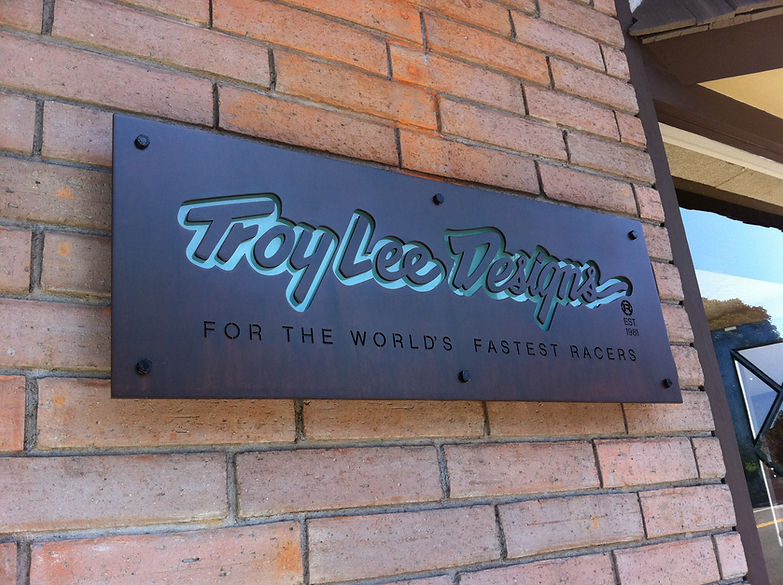 Troy Lee Designs
®
EST.
1981
FOR THE WORLD'S FASTEST RACERS